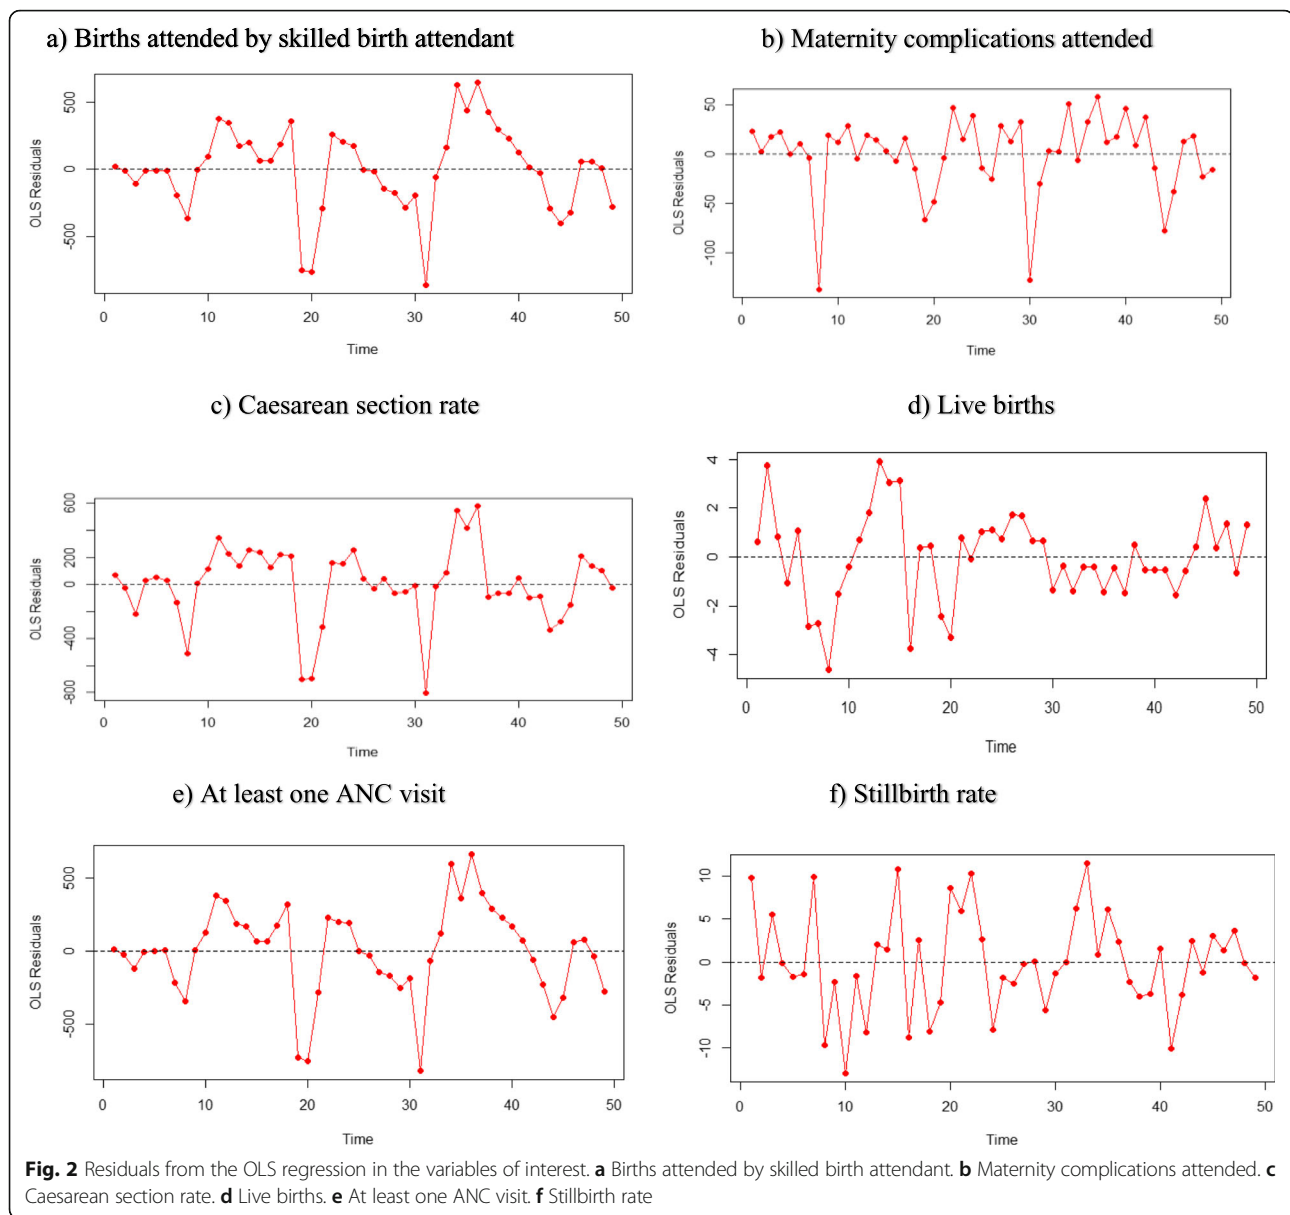 a) Births attended by skilled birth attendant
500
0
-500
OLS Residuals
0 10 20 30 40 50
Time
b) Maternity complications attended
50
0
-50
-100
OLS Residuals
0 10 20 30 40 50
Time
c) Caesarean section rate
600
200
0
-400
-800
OLS Residuals
0 10 20 30 40 50
Time
d) Live births
4
2
0
-2
-4
OLS Residuals
0 10 20 30 40 50
Time
e) At least one ANC visit
500
0
-500
OLS Residuals
0 10 20 30 40 50
Time
f) Stillbirth rate
10
5
0
-5
-10
OLS Residuals
0 10 20 30 40 50
Time
Fig. 2 Residuals from the OLS regression in the variables of interest. a Births attended by skilled birth attendant. b Maternity complications attended. c
Caesarean section rate. d Live births. e At least one ANC visit. f Stillbirth rate